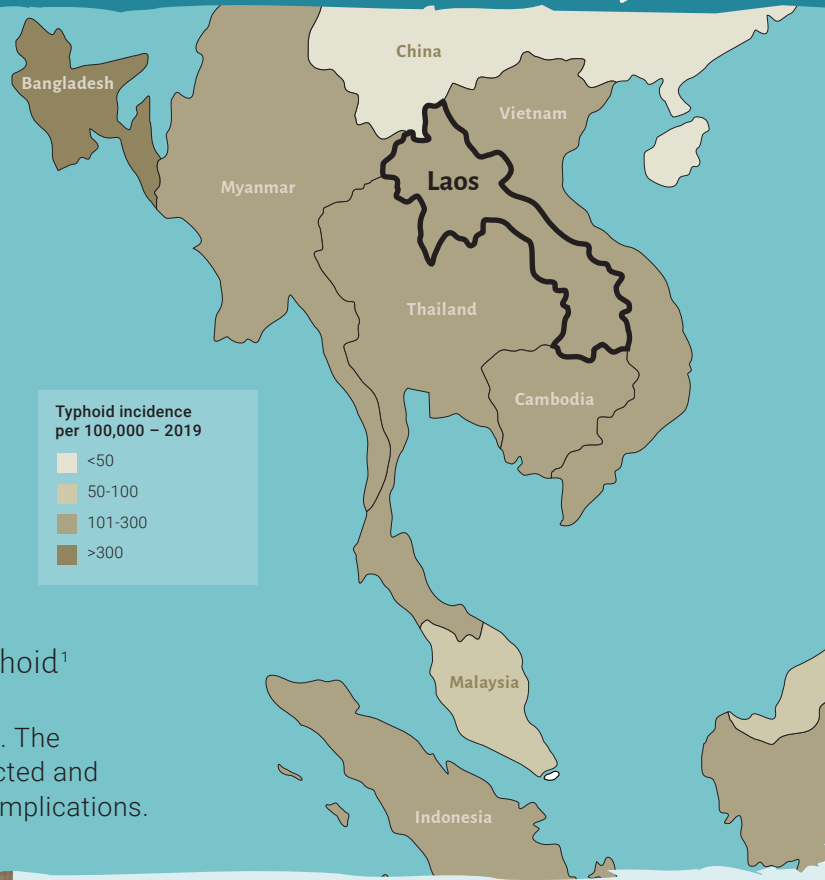 China
Bangladesh
Vietnam
Laos
Myanmar
Thailand
Cambodia
Typhoid incidence
per 100,000 – 2019
<50
50-100
101-300
>300
hoid1
Malaysia
. The
cted and
mplications.
Indonesia